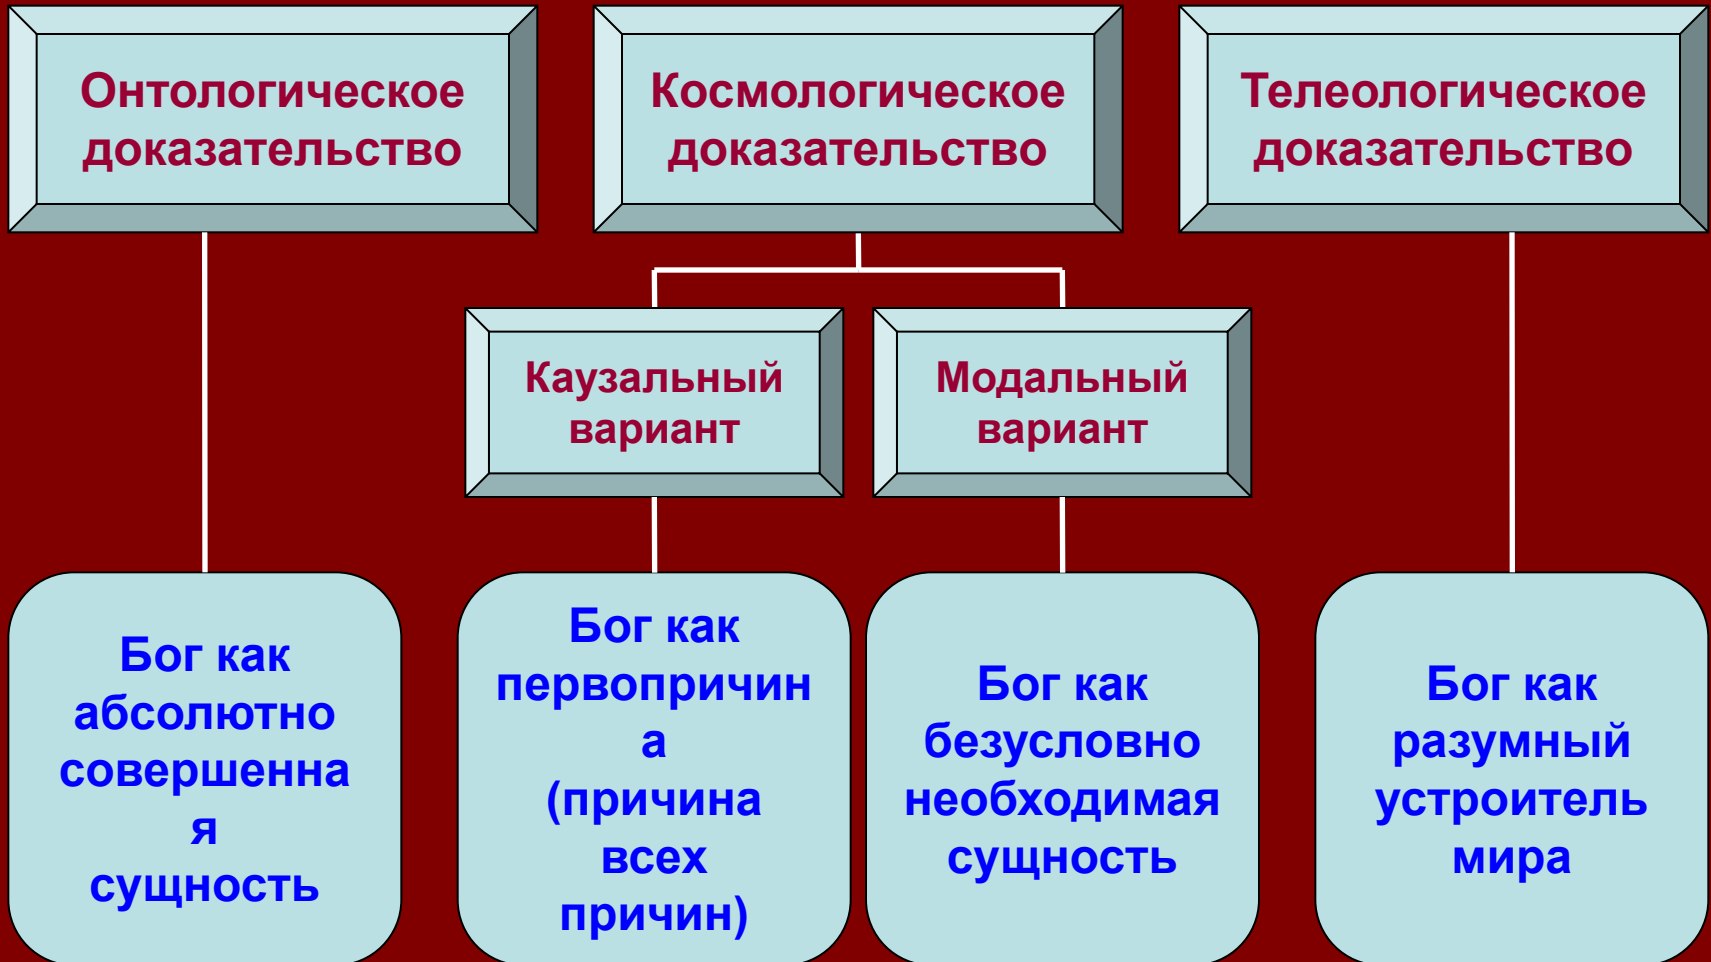 Онтологическое
доказательство
Космологическое
доказательство
Телеологическое
доказательство
Каузальный
вариант
Модальный
вариант
Бог как
абсолютно
совершенна
я
сущность
Бог как
первопричин
а
(причина
всех
причин)
Бог как
безусловно
необходимая
сущность
Бог как
разумный
устроитель
мира